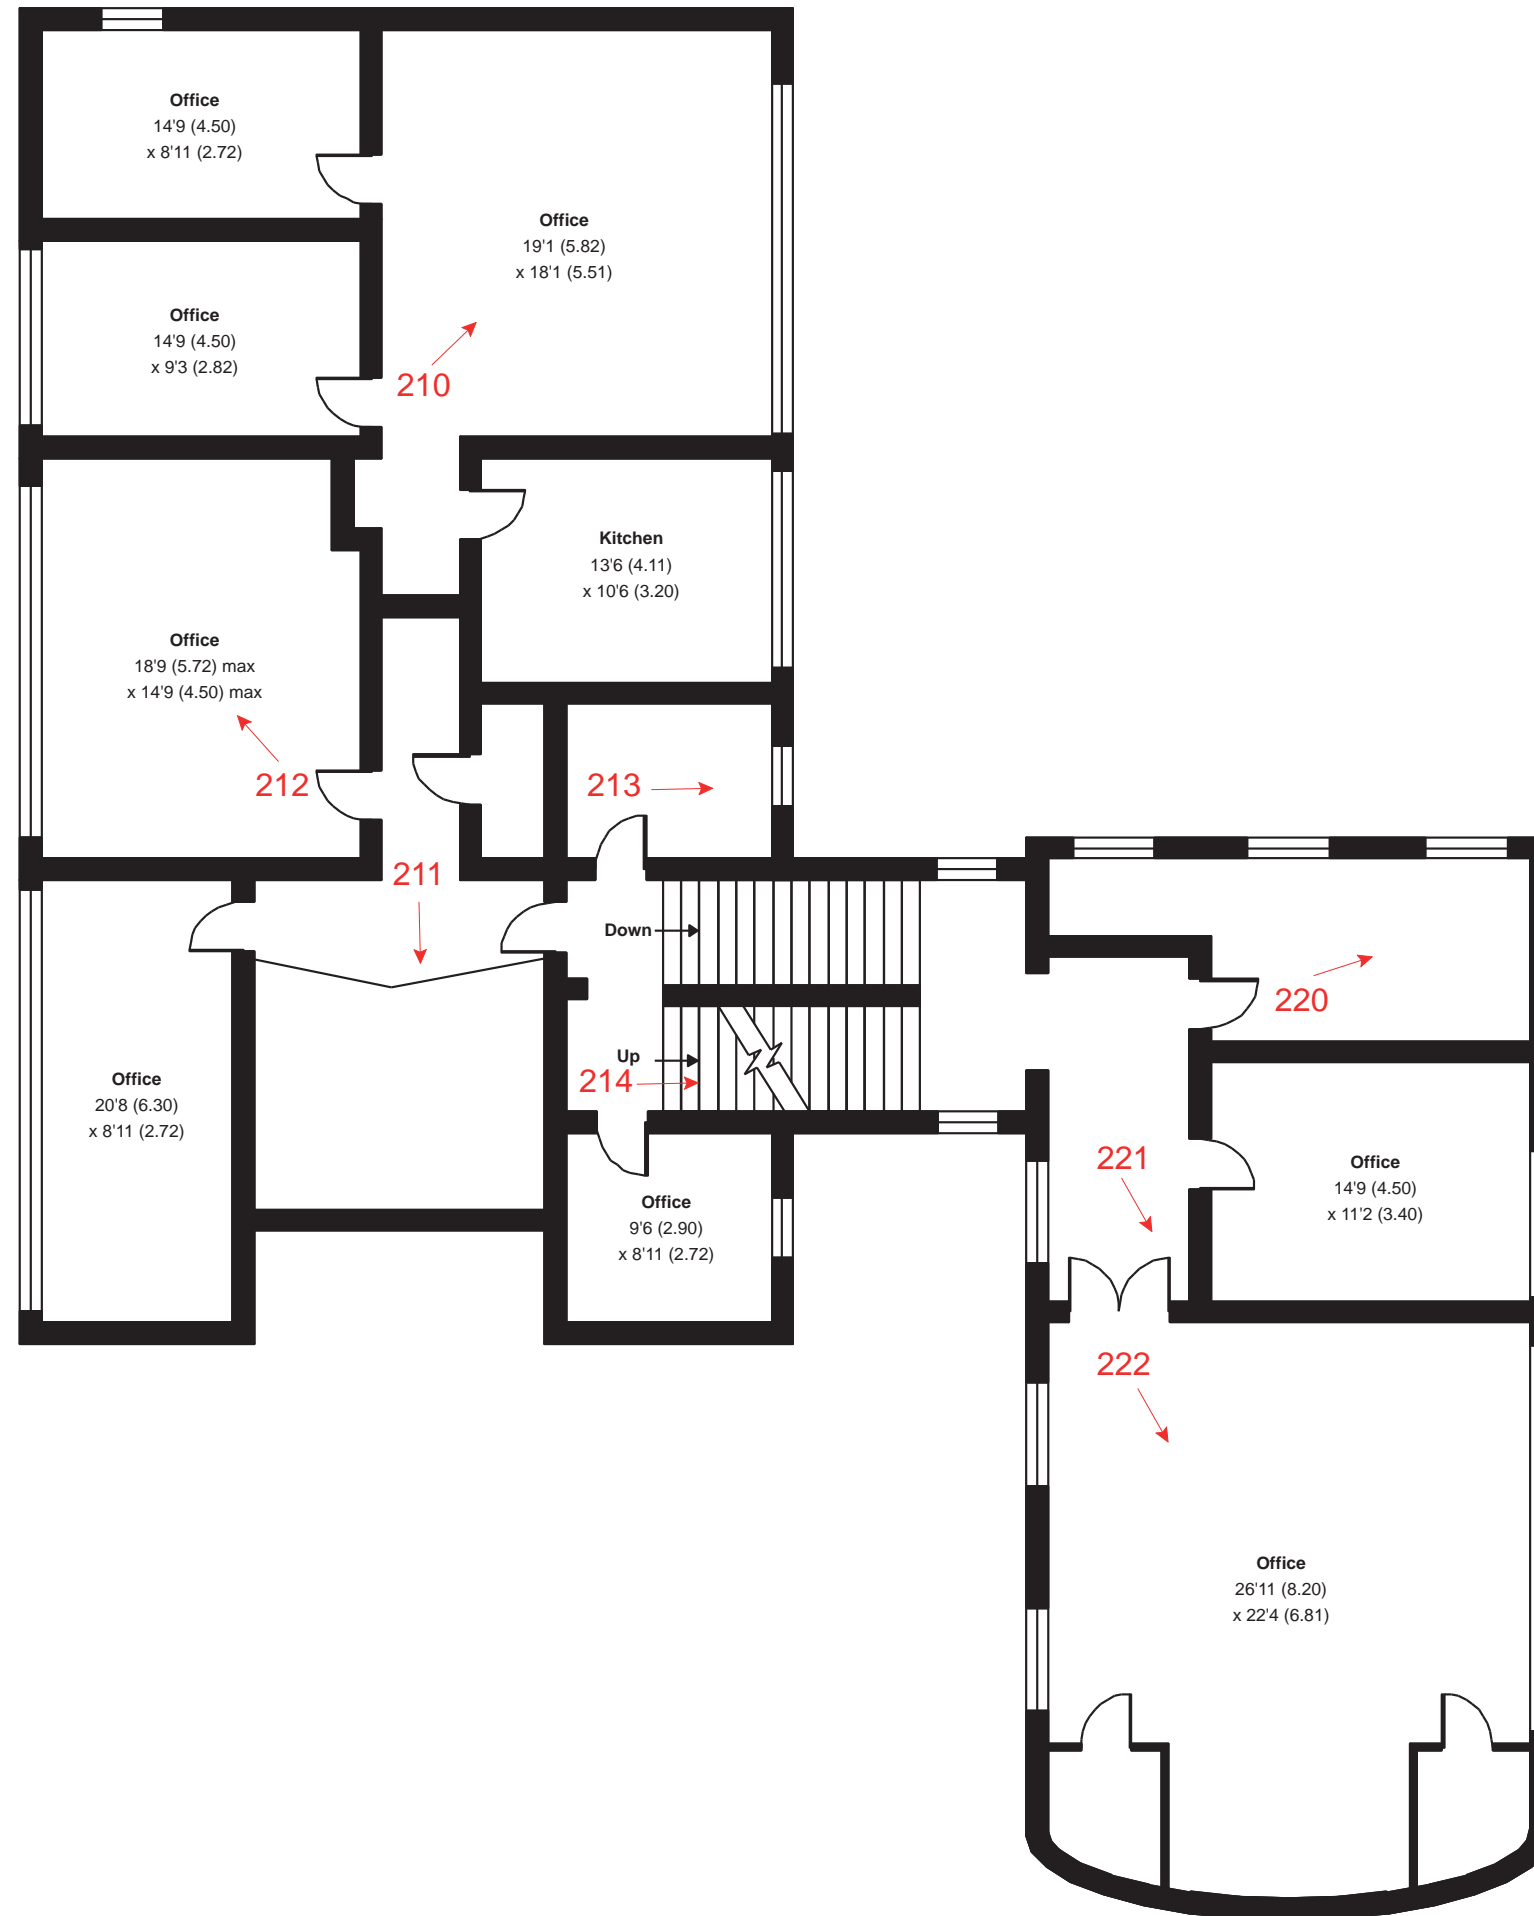 Office
14'9 (4.50)
x 8'11 (2.72)
Office
19'1 (5.82)
x 18'1 (5.51)
Office
14'9 (4.50)
x 9'3 (2.82)
210
Kitchen
13'6 (4.11)
x 10'6 (3.20)
Office
18'9 (5.72) max
x 14'9 (4.50) max
212
213
211
Down
220
Up
214
Office
20'8 (6.30)
x 8'11 (2.72)
221
Office
14'9 (4.50)
x 11'2 (3.40)
Office
9'6 (2.90)
x 8'11 (2.72)
222
Office
26'11 (8.20)
x 22'4 (6.81)